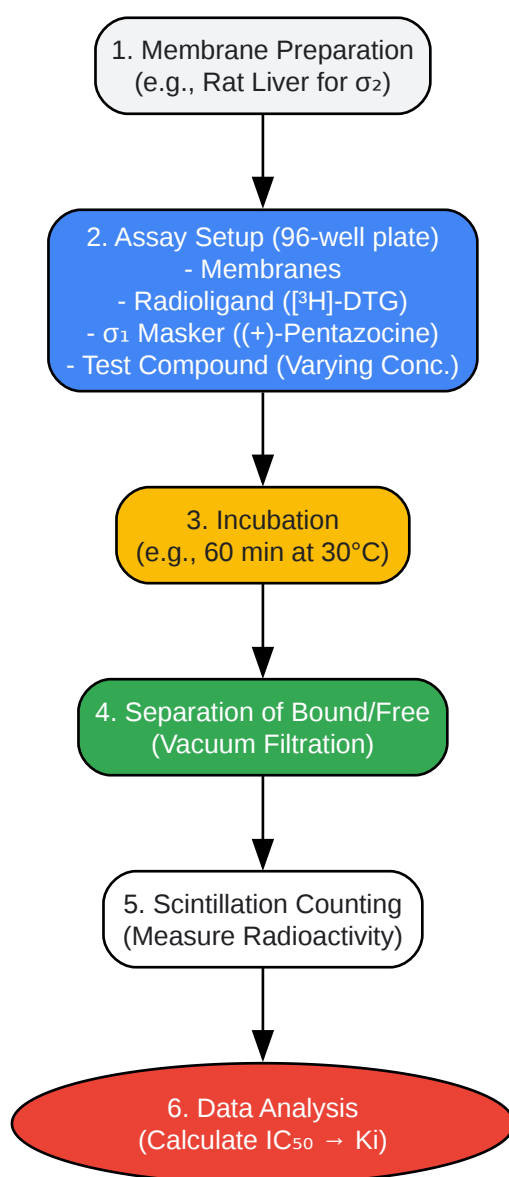 1. Membrane Preparation
(e.g., Rat Liver for σ₂)
2. Assay Setup (96-well plate)
- Membranes
- Radioligand ([³H]-DTG)
- σ₁ Masker ((+)-Pentazocine)
- Test Compound (Varying Conc.)
3. Incubation
(e.g., 60 min at 30°C)
4. Separation of Bound/Free
(Vacuum Filtration)
5. Scintillation Counting
(Measure Radioactivity)
6. Data Analysis
(Calculate IC₅₀ → Ki)